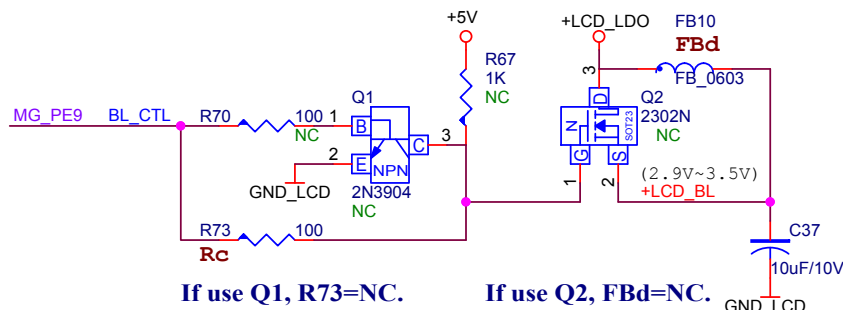 +5V
+LCD_LDO
FB10
FBd
R67
1K
NC
FB_0603
3
D
Q1
Q2
2302N
NC
N
SOT23
MG_PE9
BL_CTL
R70
100
NC
1
B
C
3
2
E
NPN
GND_LCD
2N3904
NC
G
S
1
2
(2.9V~3.5V)
+LCD_BL
R73
100
Rc
C37
10uF/10V
If use Q1, R73=NC.
If use Q2, FBd=NC.
GND_LCD